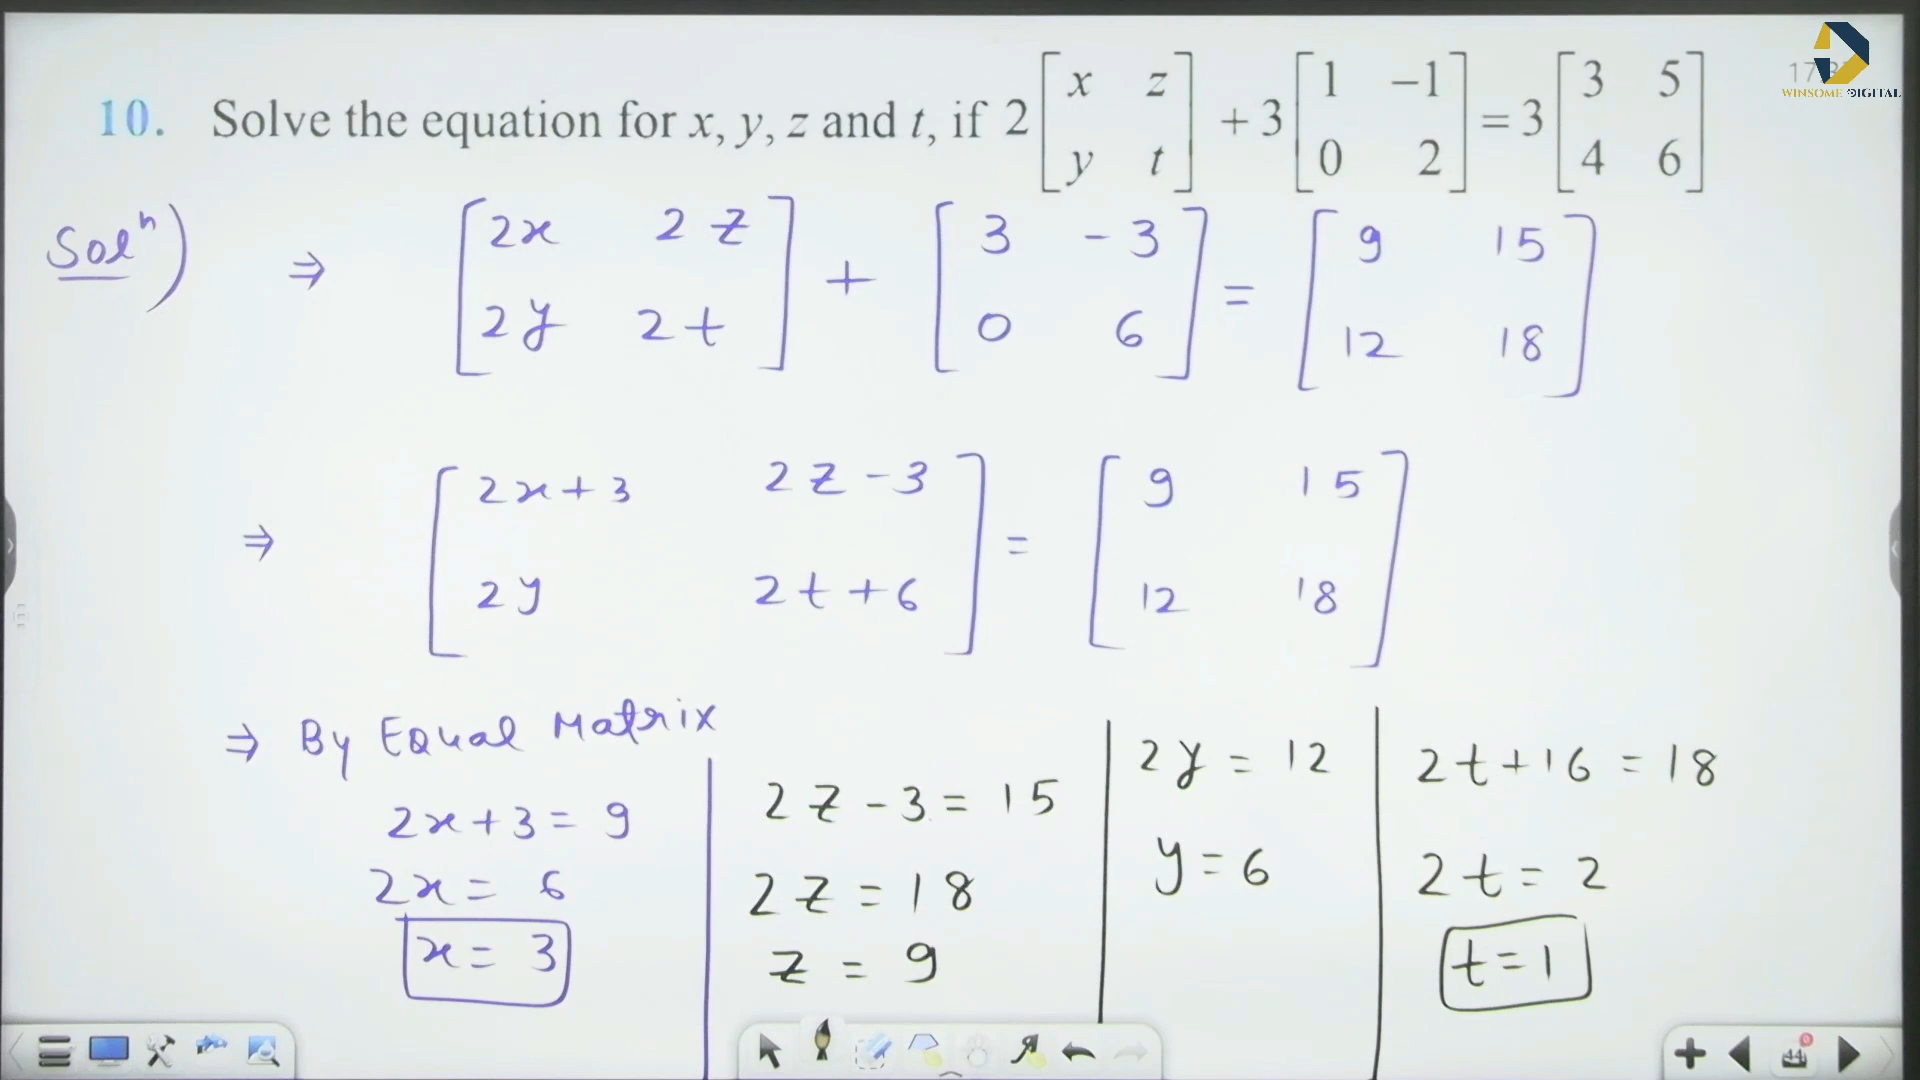 10. Solve the equation for x, y, z and t, if 2 [x z; y t] + 3 [1 -1; 0 2] = 3 [3 5; 4 6]
WINSOME DIGITAL
Solⁿ) ⇒ [2x 2z; 2y 2t] + [3 -3; 0 6] = [9 15; 12 18]
⇒ [2x+3 2z-3; 2y 2t+6] = [9 15; 12 18]
⇒ By Equal Matrix
2x+3 = 9
2x = 6
x = 3
2z-3 = 15
2z = 18
z = 9
2y = 12
y = 6
2t+16 = 18
2t = 2
t = 1
44